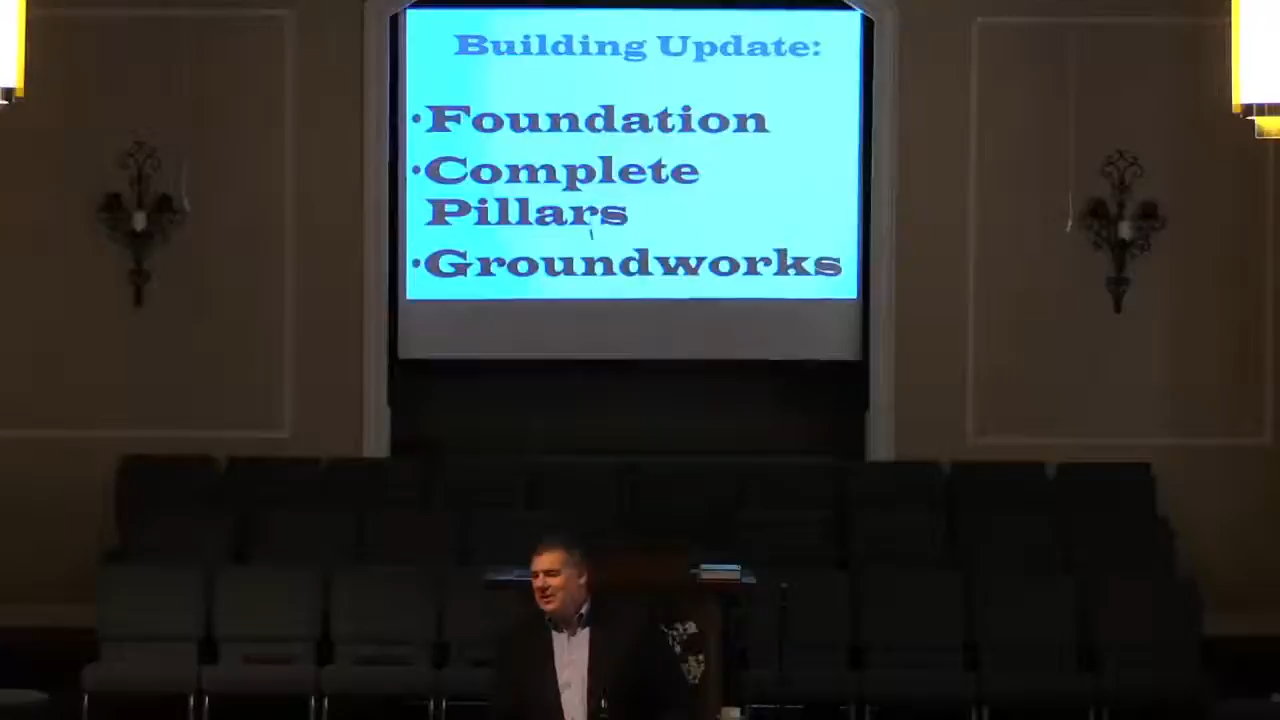 Building Update:
•Foundation
•Complete
Pillars
•Groundworks